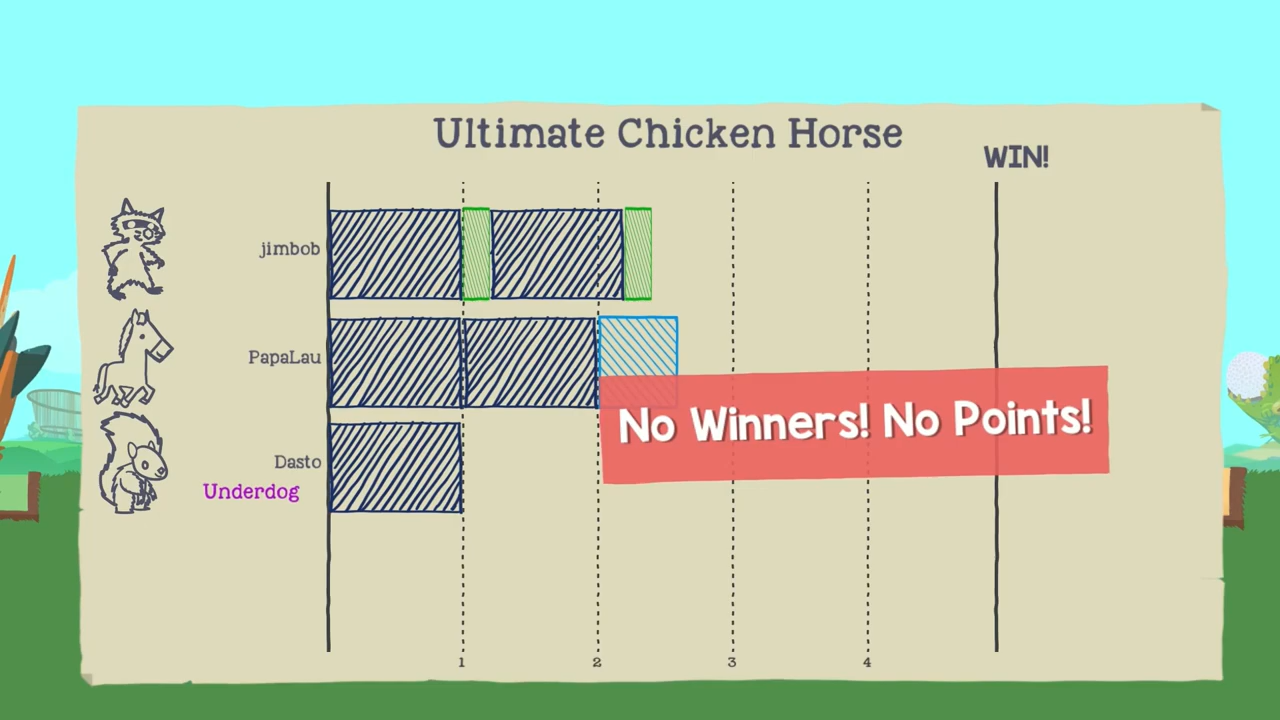 Ultimate Chicken Horse
WIN!
jimbob
PapaLau
No Winners! No Points!
Dasto
Underdog
1 2 3 4